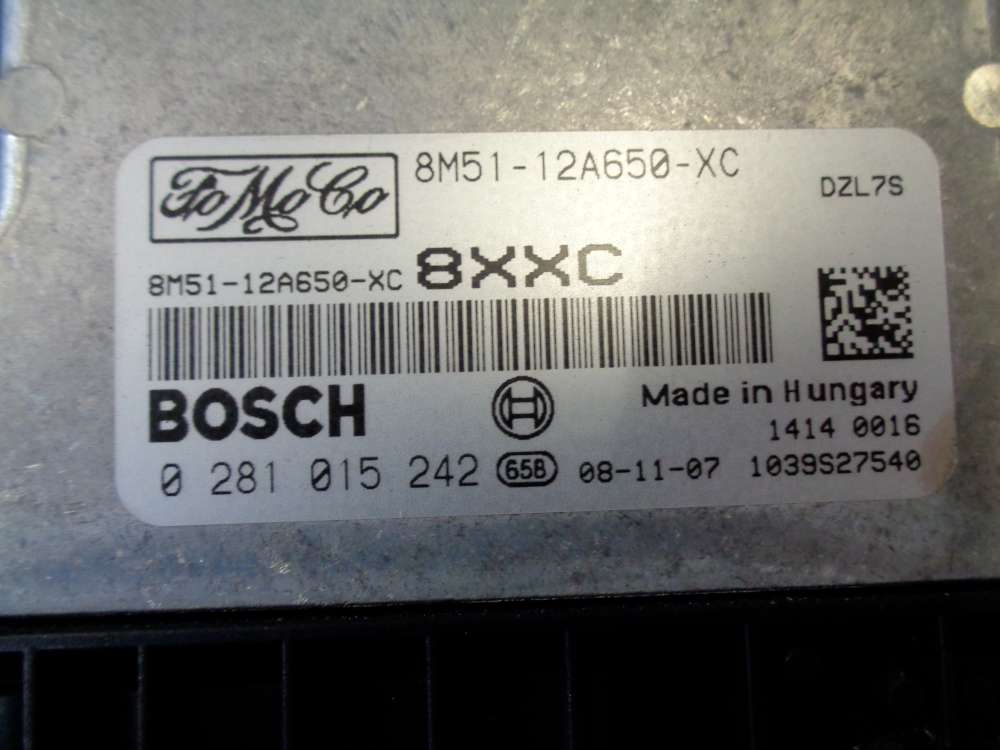 FoMoCo 8M51-12A650-XC DZL7S
8M51-12A650-XC 8XXC
BOSCH Made in Hungary
1414 0016
0 281 015 242 65B 08-11-07 1039S27540